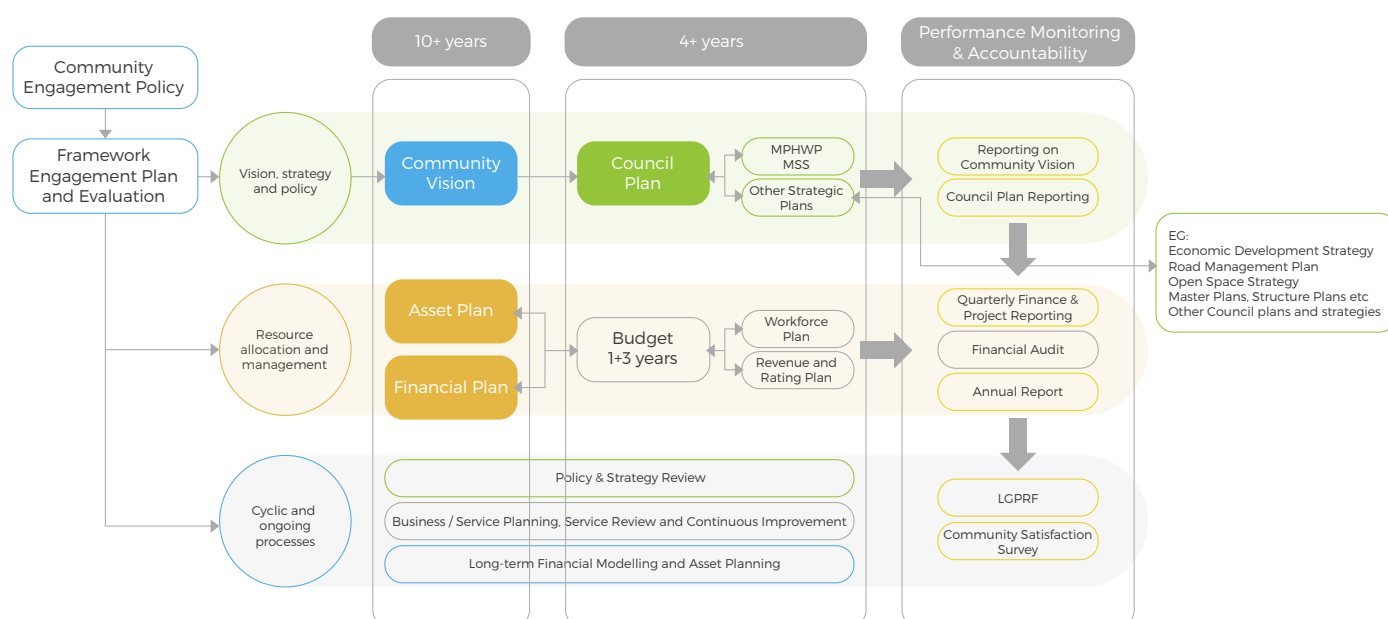 10+ years
4+ years
Performance Monitoring
& Accountability
Community
Engagement Policy
Framework
Engagement Plan
and Evaluation
Vision, strategy
and policy
Community
Vision
Council
Plan
MPHWP
MSS
Other Strategic
Plans
Reporting on
Community Vision
Council Plan Reporting
EG:
Economic Development Strategy
Road Management Plan
Open Space Strategy
Master Plans, Structure Plans etc
Other Council plans and strategies
Resource
allocation and
management
Asset Plan
Financial Plan
Budget
1+3 years
Workforce
Plan
Revenue and
Rating Plan
Quarterly Finance &
Project Reporting
Financial Audit
Annual Report
Cyclic and
ongoing
processes
Policy & Strategy Review
Business / Service Planning, Service Review and Continuous Improvement
Long-term Financial Modelling and Asset Planning
LGPRF
Community Satisfaction
Survey